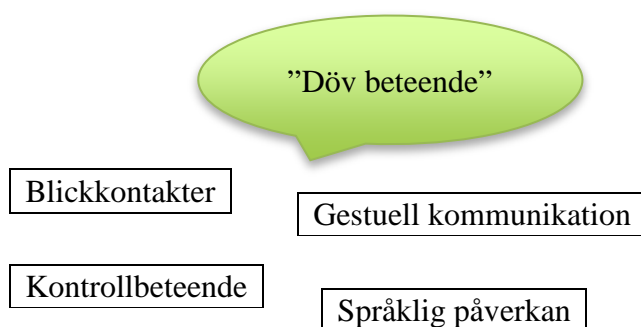 ”Döv beteende”
Blickkontakter
Gestuell kommunikation
Kontrollbeteende
Språklig påverkan